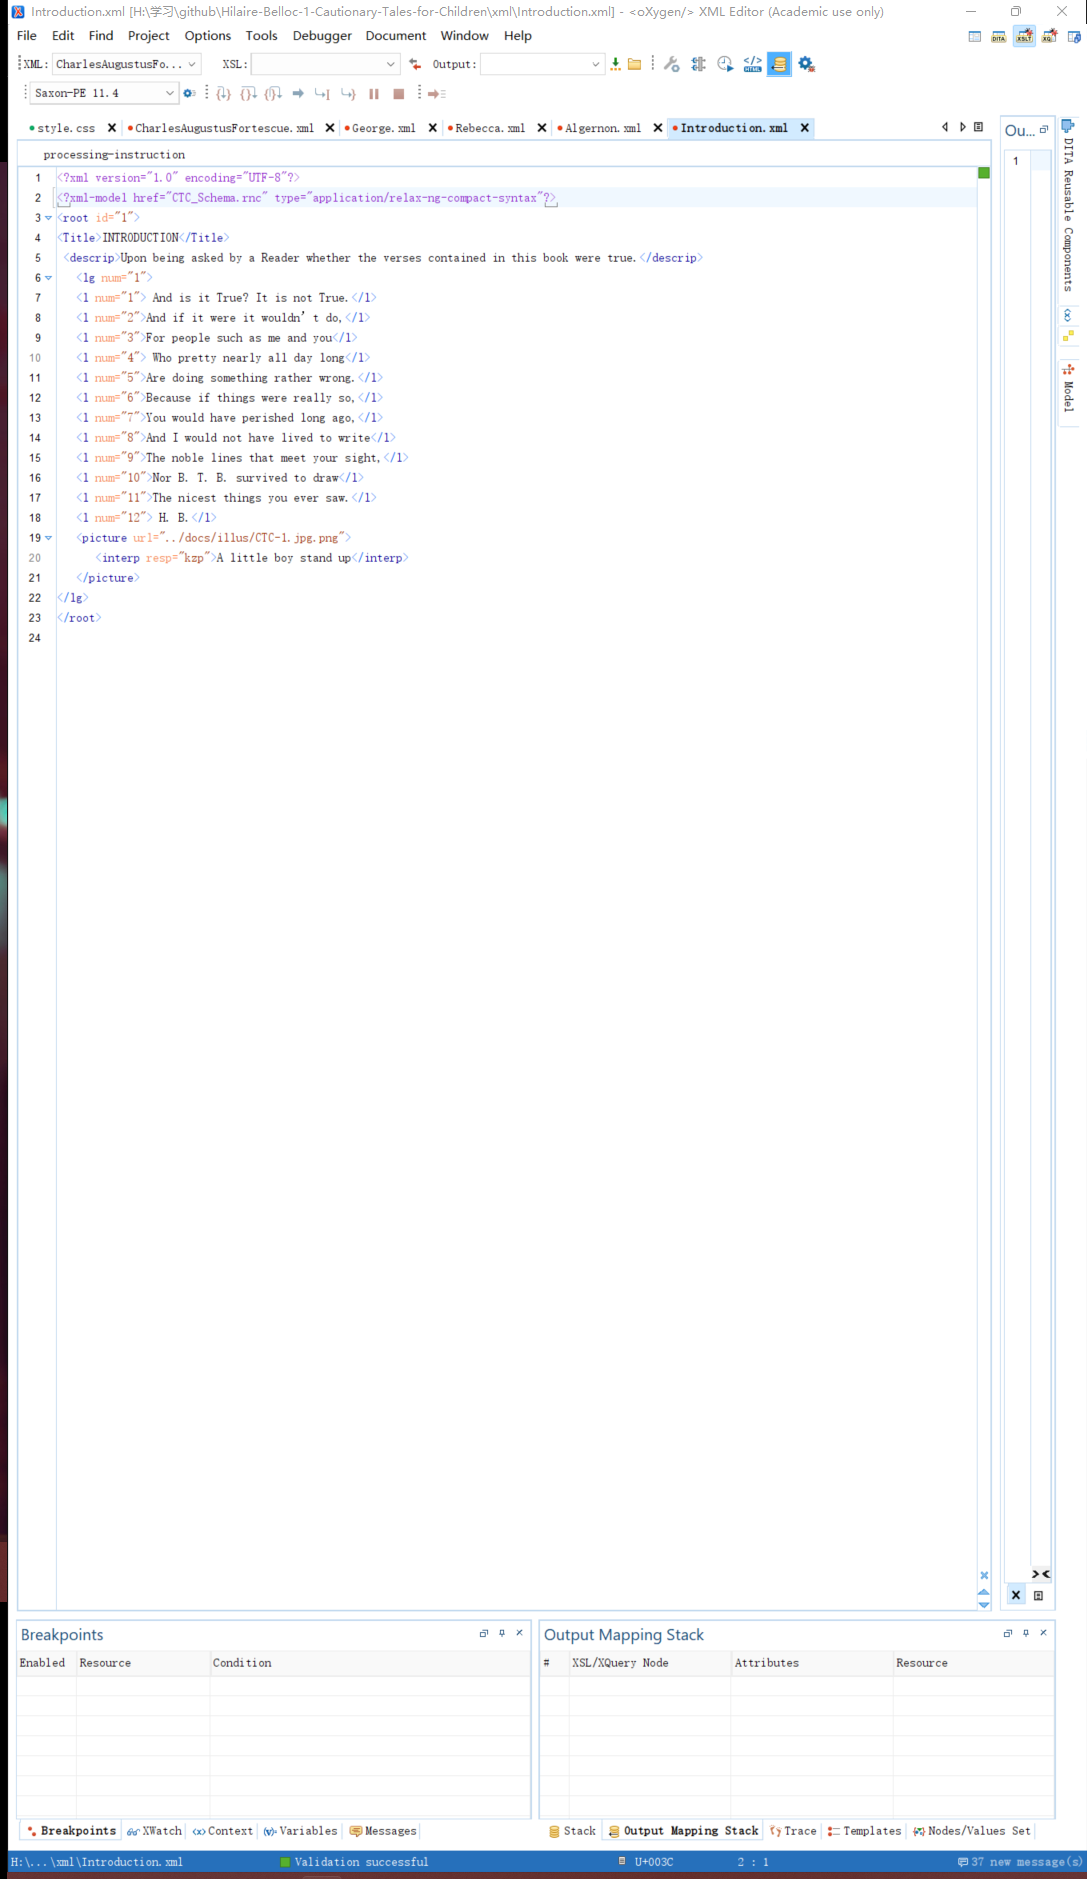 Introduction.xml [H:\学习\github\Hilaire-Belloc-1-Cautionary-Tales-for-Children\xml\Introduction.xml] - <oXygen/> XML Editor (Academic use only)
File Edit Find Project Options Tools Debugger Document Window Help
XML: CharlesAugustusFo... XSL: Output:
Saxon-PE 11.4
style.css CharlesAugustusFortescue.xml George.xml Rebecca.xml Algernon.xml Introduction.xml
Ou...
processing-instruction
1 <?xml version="1.0" encoding="UTF-8"?>
2 <?xml-model href="CTC_Schema.rnc" type="application/relax-ng-compact-syntax"?>
3 <root id="1">
4 <Title>INTRODUCTION</Title>
5 <descrip>Upon being asked by a Reader whether the verses contained in this book were true.</descrip>
6 <lg num="1">
7 <l num="1"> And is it True? It is not True.</l>
8 <l num="2">And if it were it wouldn’t do,</l>
9 <l num="3">For people such as me and you</l>
10 <l num="4"> Who pretty nearly all day long</l>
11 <l num="5">Are doing something rather wrong.</l>
12 <l num="6">Because if things were really so,</l>
13 <l num="7">You would have perished long ago,</l>
14 <l num="8">And I would not have lived to write</l>
15 <l num="9">The noble lines that meet your sight,</l>
16 <l num="10">Nor B. T. B. survived to draw</l>
17 <l num="11">The nicest things you ever saw.</l>
18 <l num="12"> H. B.</l>
19 <picture url="../docs/illus/CTC-1.jpg.png">
20 <interp resp="kzp">A little boy stand up</interp>
21 </picture>
22 </lg>
23 </root>
24
1
DITA Reusable Components
Model
Breakpoints
Enabled Resource Condition
Output Mapping Stack
# XSL/XQuery Node Attributes Resource
Breakpoints XWatch Context Variables Messages
Stack Output Mapping Stack Trace Templates Nodes/Values Set
H:\...\xml\Introduction.xml Validation successful U+003C 2 : 1 37 new message(s)